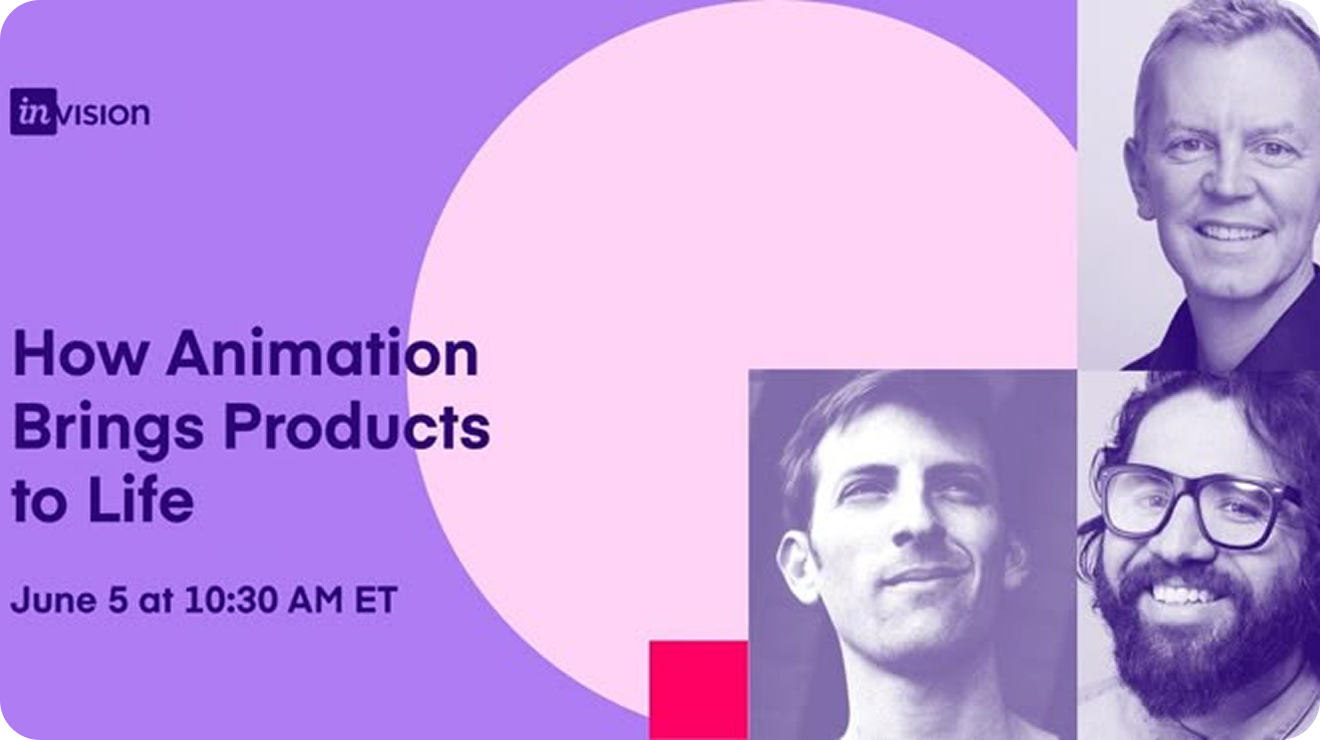 invision
How Animation
Brings Products
to Life
June 5 at 10:30 AM ET